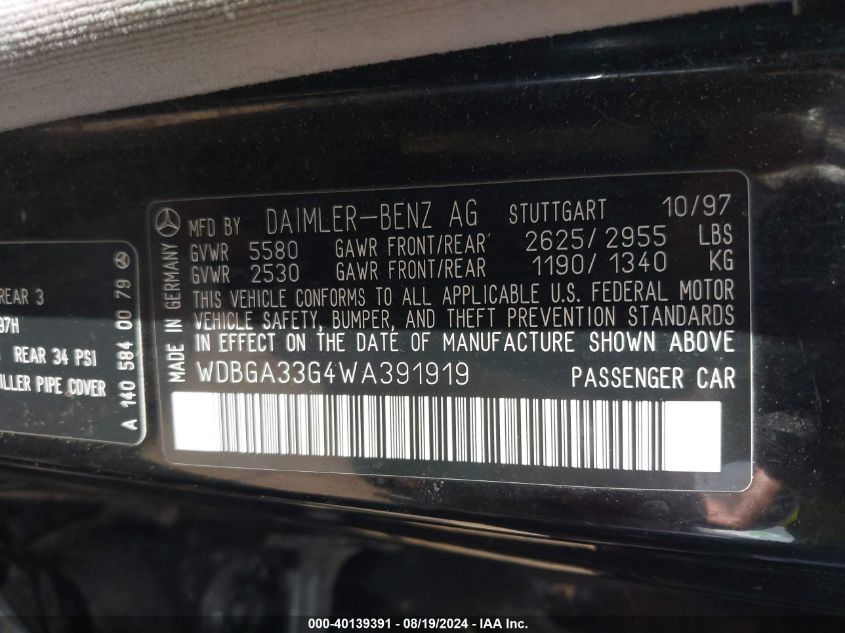 REAR 3
97H
REAR 34 PSI
ILLER PIPE COVER
A 140 584 00 79
MADE IN GERMANY
MFD BY DAIMLER-BENZ AG STUTTGART 10/97
GVWR 5580 GAWR FRONT/REAR 2625/2955 LBS
GVWR 2530 GAWR FRONT/REAR 1190/1340 KG
THIS VEHICLE CONFORMS TO ALL APPLICABLE U.S. FEDERAL MOTOR
VEHICLE SAFETY, BUMPER, AND THEFT PREVENTION STANDARDS
IN EFFECT ON THE DATE OF MANUFACTURE SHOWN ABOVE
WDBGA33G4WA391919 PASSENGER CAR
000-40139391 - 08/19/2024 - IAA Inc.